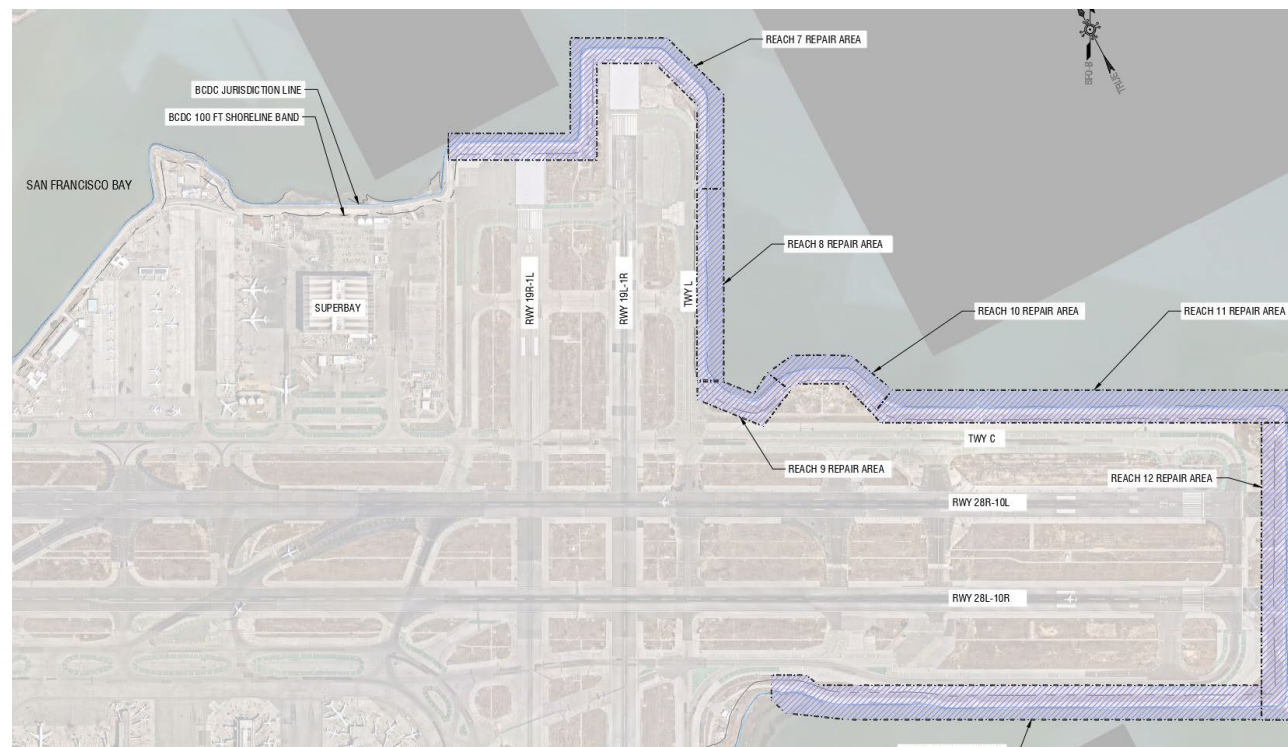 REACH 7 REPAIR AREA
SFO-B
TRUE
BCDC JURISDICTION LINE
BCDC 100 FT SHORELINE BAND
SAN FRANCISCO BAY
REACH 8 REPAIR AREA
RWY 19R-1L
RWY 19L-1R
TWY L
SUPERBAY
REACH 10 REPAIR AREA
REACH 11 REPAIR AREA
TWY C
REACH 9 REPAIR AREA
REACH 12 REPAIR AREA
RWY 28R-10L
RWY 28L-10R